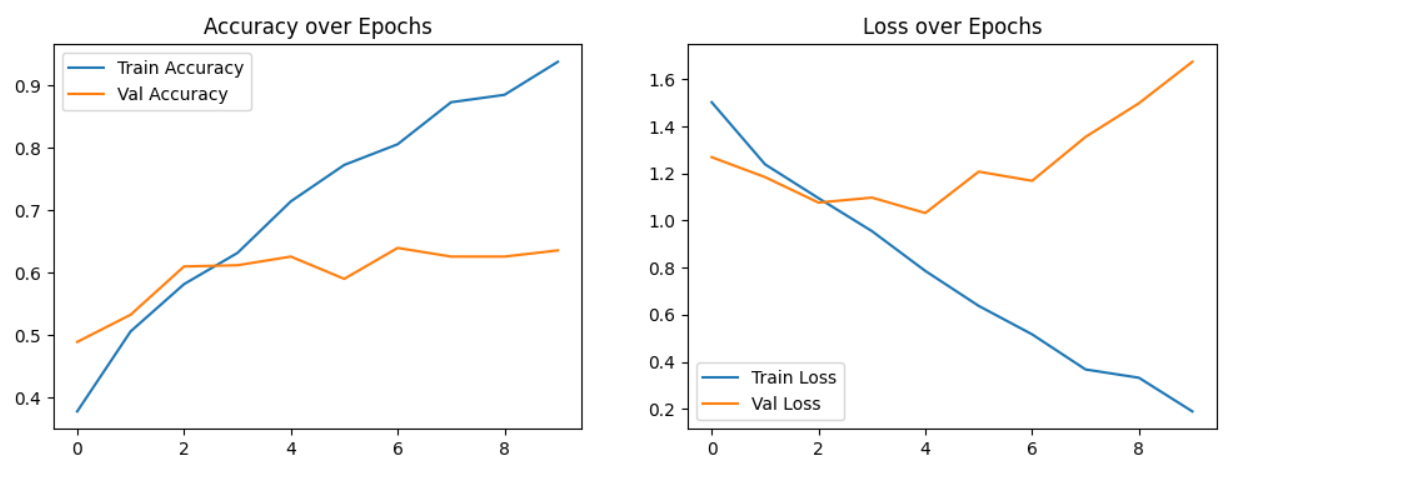 Accuracy over Epochs
Train Accuracy
Val Accuracy
0.9
0.8
0.7
0.6
0.5
0.4
0 2 4 6 8
Loss over Epochs
1.6
1.4
1.2
1.0
0.8
0.6
0.4
0.2
Train Loss
Val Loss
0 2 4 6 8